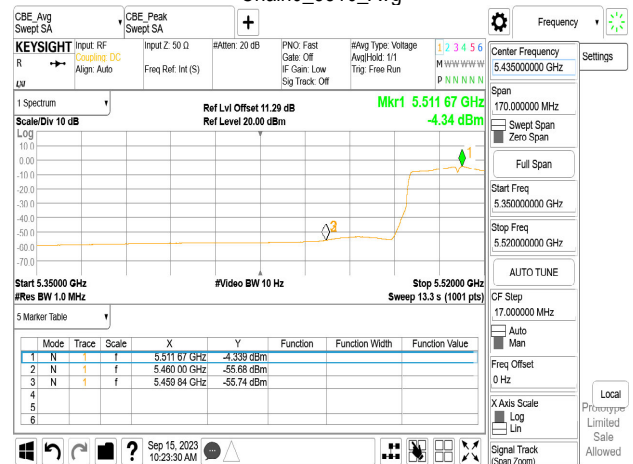 CBE_Avg
Swept SA
CBE_Peak
Swept SA
Frequency
KEYSIGHT
Input: RF
Coupling: DC
Align: Auto
Input Z: 50 Ω
Freq Ref: Int (S)
#Atten: 20 dB
PNO: Fast
Gate: Off
IF Gain: Low
Sig Track: Off
#Avg Type: Voltage
Avg|Hold: 1/1
Trig: Free Run
1 2 3 4 5 6
M W W W W W
P N N N N N
R
LXI
Center Frequency
5.435000000 GHz
Settings
Span
170.000000 MHz
Swept Span
Zero Span
Full Span
Start Freq
5.350000000 GHz
Stop Freq
5.520000000 GHz
AUTO TUNE
CF Step
17.000000 MHz
Auto
Man
Freq Offset
0 Hz
X Axis Scale
Log
Lin
Signal Track
(Span Zoom)
Local
Prototype
Limited
Sale
Allowed
1 Spectrum
Scale/Div 10 dB
Ref Lvl Offset 11.29 dB
Ref Level 20.00 dBm
Mkr1 5.511 67 GHz
-4.34 dBm
Log
10.0
0.00
-10.0
-20.0
-30.0
-40.0
-50.0
-60.0
-70.0
1
Start 5.35000 GHz
#Res BW 1.0 MHz
#Video BW 10 Hz
Stop 5.52000 GHz
Sweep 13.3 s (1001 pts)
5 Marker Table
Mode Trace Scale X Y Function Function Width Function Value
1 N 1 f 5.511 67 GHz -4.339 dBm
2 N 1 f 5.460 00 GHz -55.68 dBm
3 N 1 f 5.459 84 GHz -55.74 dBm
4
5
6
?
Sep 15, 2023
10:23:30 AM